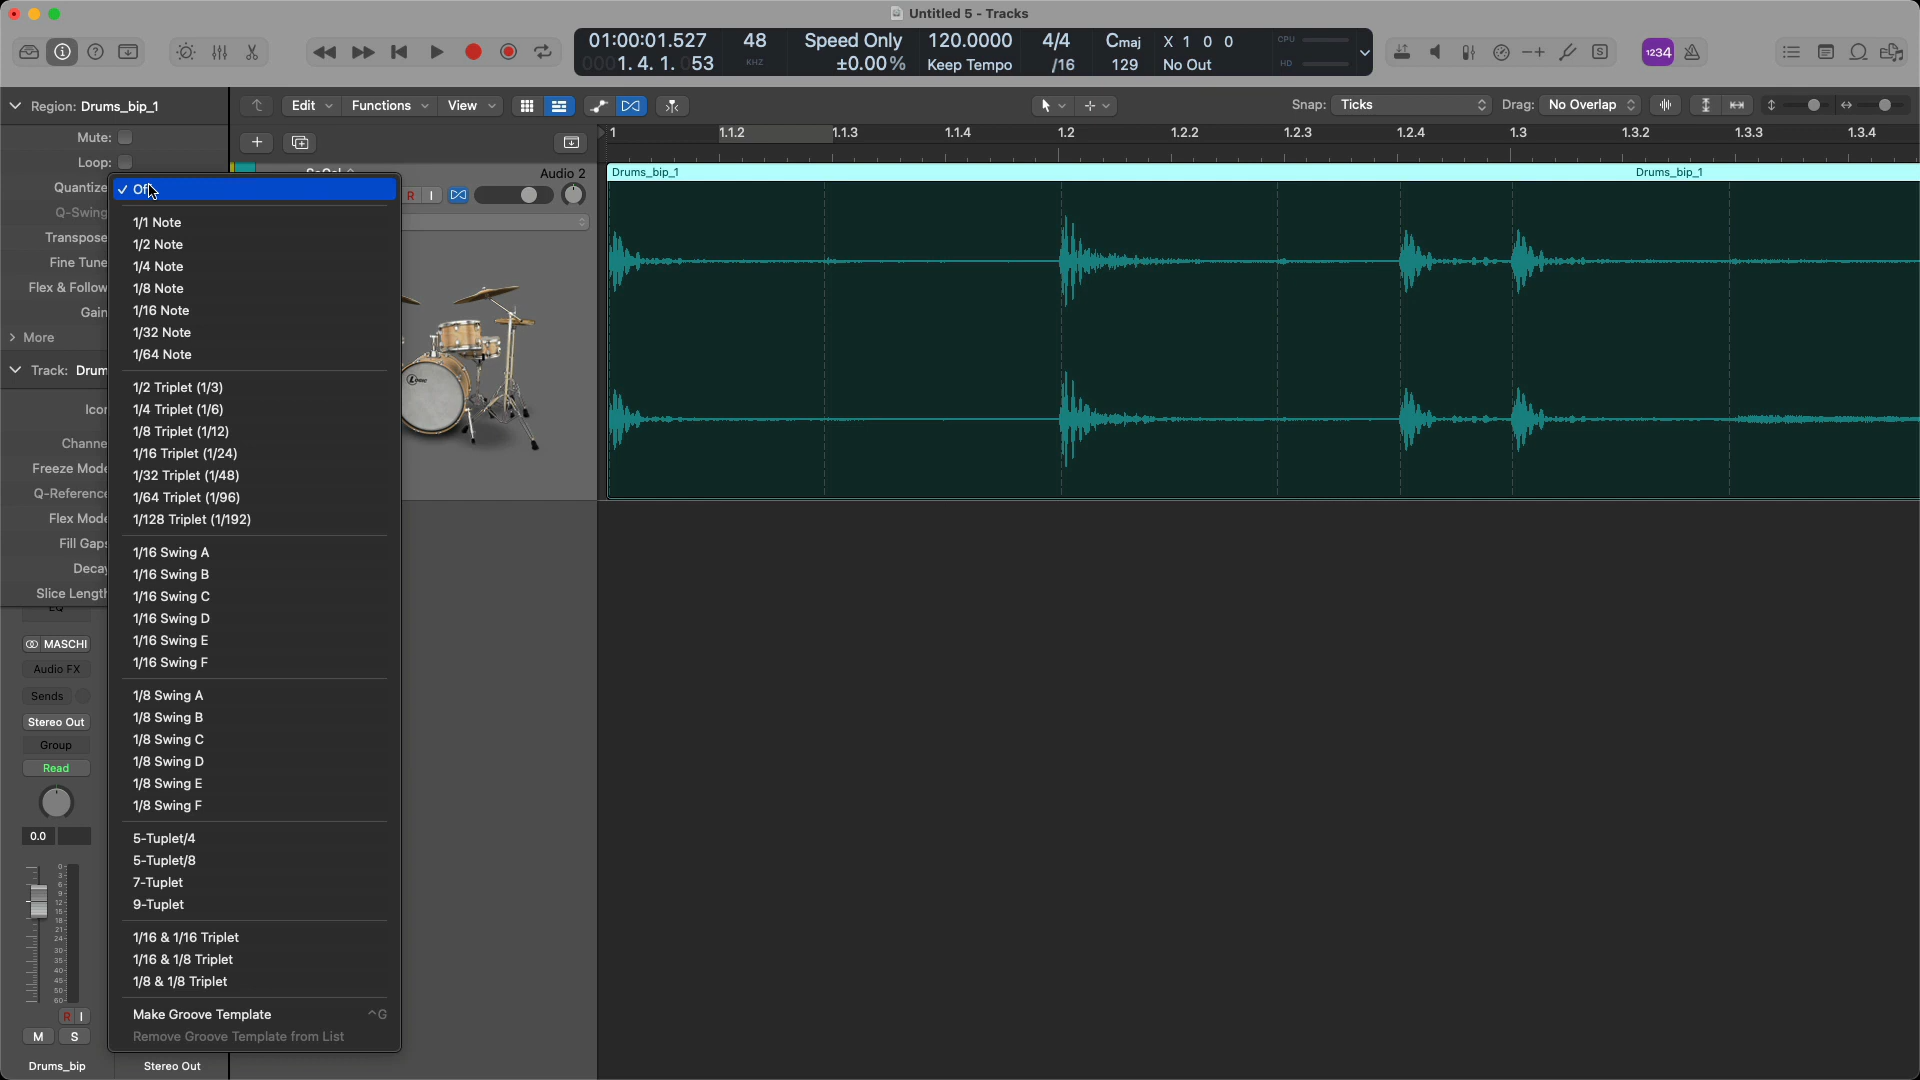 Untitled 5 - Tracks
01:00:01.527 48 Speed Only 120.0000 4/4 Cmaj X 1 0 0 CPU
0001. 4. 1. 053 KHZ ±0.00% Keep Tempo /16 129 No Out HD
1234
Region: Drums_bip_1
Edit Functions View
Snap: Ticks Drag: No Overlap
1 1.1.2 1.1.3 1.1.4 1.2 1.2.2 1.2.3 1.2.4 1.3 1.3.2 1.3.3 1.3.4
Mute:
Loop:
Quantize
Q-Swing
Transpose
Fine Tune
Flex & Follow
Gain
More
Track: Drum
Icon
Channe
Freeze Mode
Q-Reference
Flex Mode
Fill Gaps
Decay
Slice Length
EQ
MASCHI
Audio FX
Sends
Stereo Out
Group
Read
0.0
R I
M S
Drums_bip
Stereo Out
Audio 2
R I
Drums_bip_1
Drums_bip_1
1/1 Note
1/2 Note
1/4 Note
1/8 Note
1/16 Note
1/32 Note
1/64 Note
1/2 Triplet (1/3)
1/4 Triplet (1/6)
1/8 Triplet (1/12)
1/16 Triplet (1/24)
1/32 Triplet (1/48)
1/64 Triplet (1/96)
1/128 Triplet (1/192)
1/16 Swing A
1/16 Swing B
1/16 Swing C
1/16 Swing D
1/16 Swing E
1/16 Swing F
1/8 Swing A
1/8 Swing B
1/8 Swing C
1/8 Swing D
1/8 Swing E
1/8 Swing F
5-Tuplet/4
5-Tuplet/8
7-Tuplet
9-Tuplet
1/16 & 1/16 Triplet
1/16 & 1/8 Triplet
1/8 & 1/8 Triplet
Make Groove Template ^G
Remove Groove Template from List